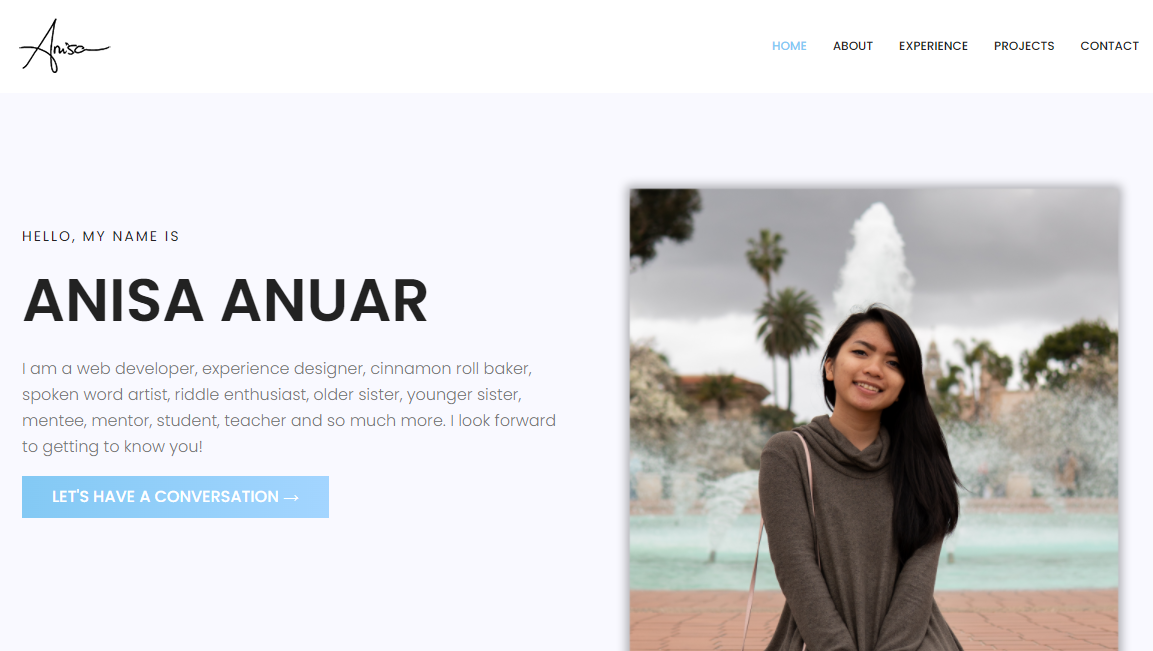 Anisa
HOME ABOUT EXPERIENCE PROJECTS CONTACT
HELLO, MY NAME IS
ANISA ANUAR
I am a web developer, experience designer, cinnamon roll baker,
spoken word artist, riddle enthusiast, older sister, younger sister,
mentee, mentor, student, teacher and so much more. I look forward
to getting to know you!
LET'S HAVE A CONVERSATION →